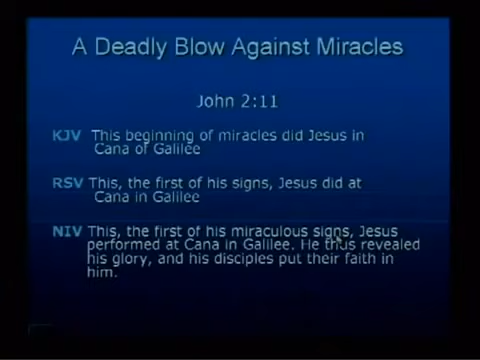 A Deadly Blow Against Miracles
John 2:11
KJV This beginning of miracles did Jesus in
Cana of Galilee
RSV This, the first of his signs, Jesus did at
Cana in Galilee
NIV This, the first of his miraculous signs, Jesus
performed at Cana in Galilee. He thus revealed
his glory, and his disciples put their faith in
him.